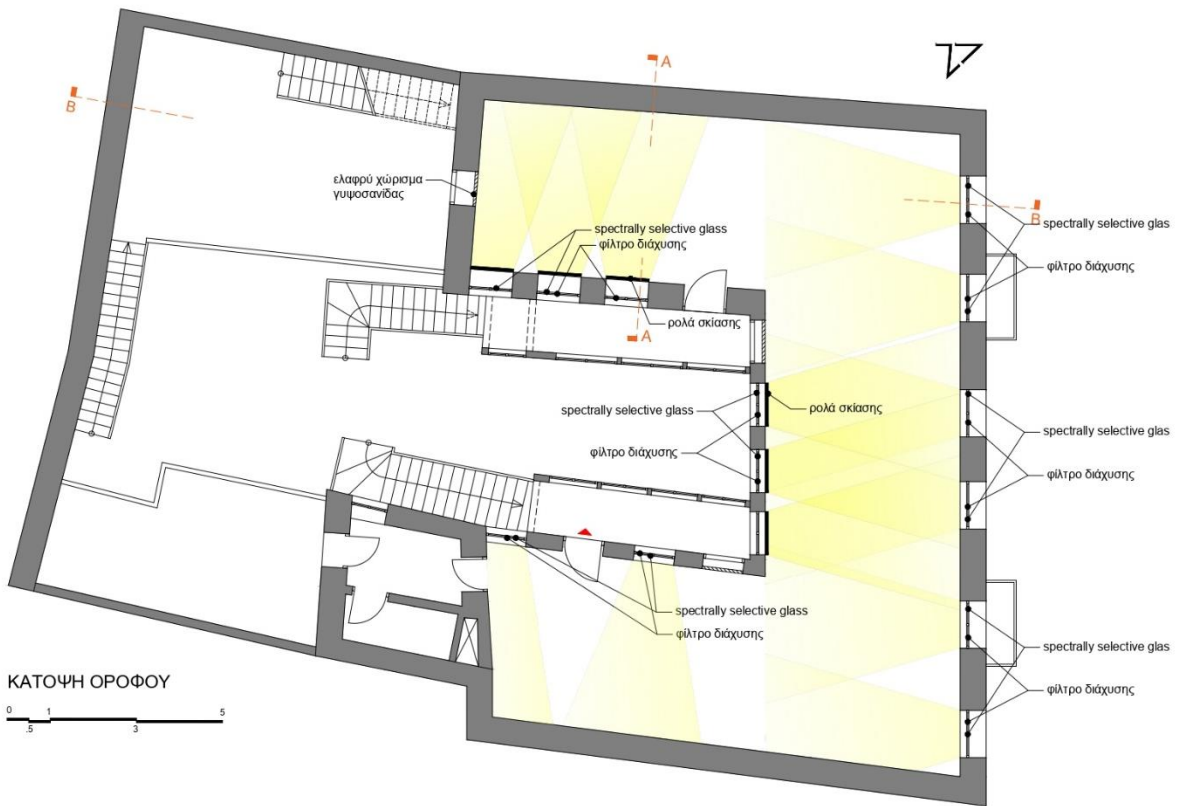 A
B
ελαφρύ χώρισμα
γυψοσανίδας
B
spectrally selective glas
spectrally selective glass
φίλτρο διάχυσης
φίλτρο διάχυσης
ρολά σκίασης
A
spectrally selective glass
ρολά σκίασης
spectrally selective glas
φίλτρο διάχυσης
φίλτρο διάχυσης
spectrally selective glass
φίλτρο διάχυσης
spectrally selective glas
φίλτρο διάχυσης
ΚΑΤΟΨΗ ΟΡΟΦΟΥ
0 1 5
.5 3